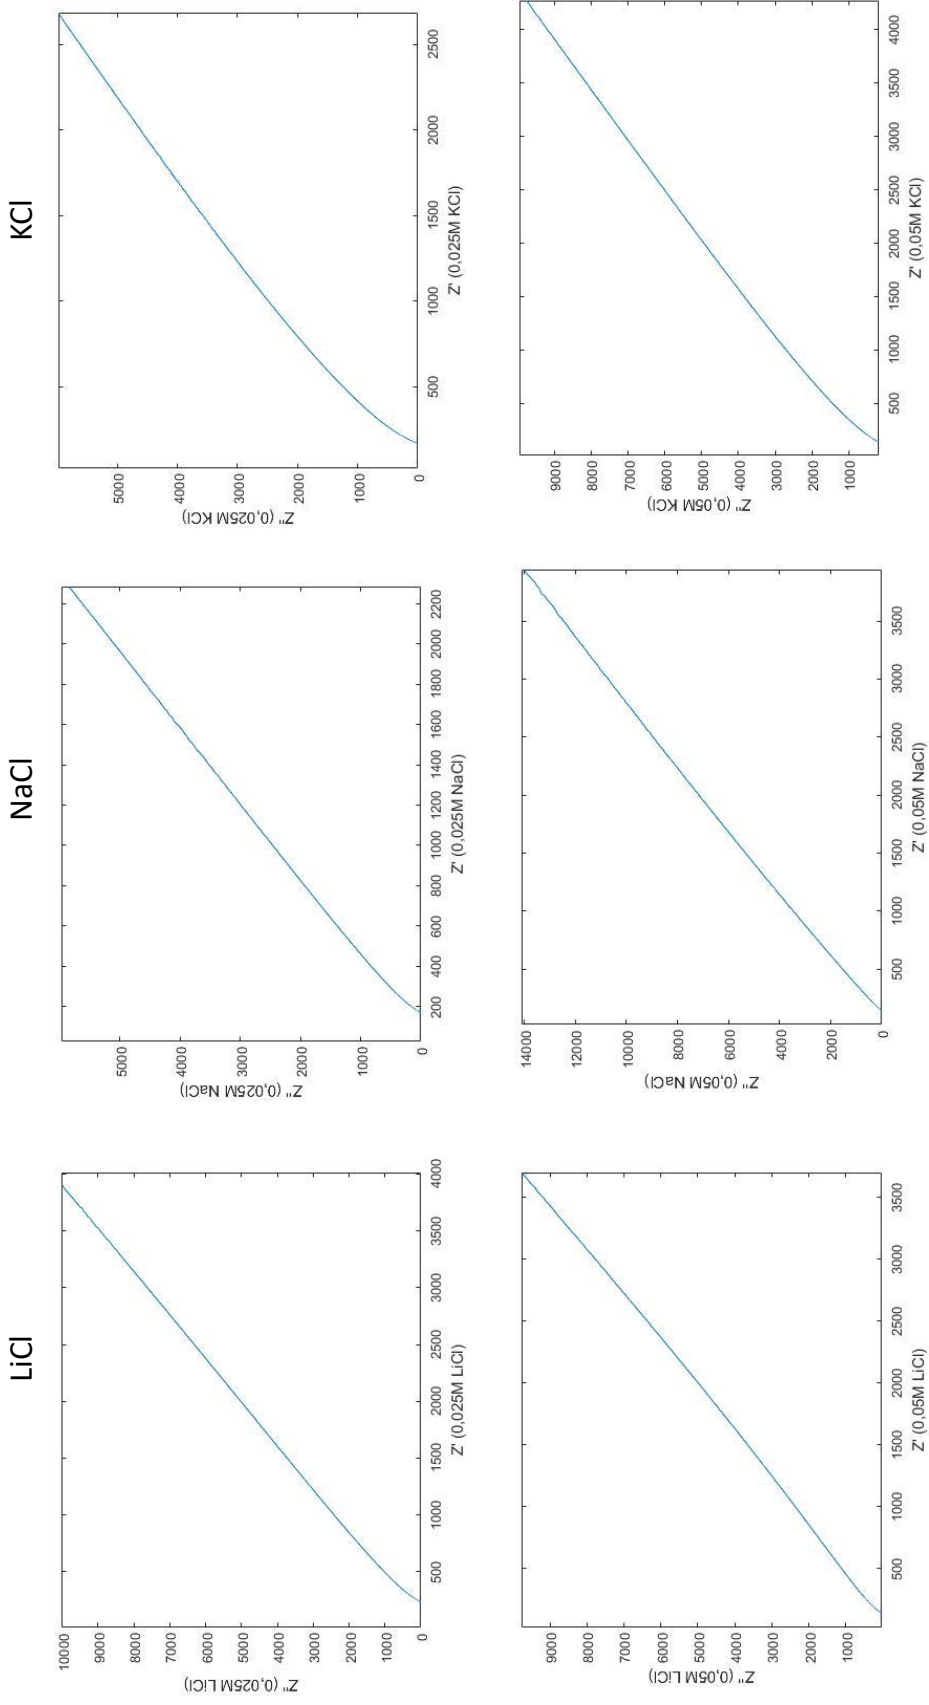 LiCl
NaCl
KCl
Z'' (0,025M LiCl)
10000
9000
8000
7000
6000
5000
4000
3000
2000
1000
0
500 1000 1500 2000 2500 3000 3500 4000
Z' (0,025M LiCl)
Z'' (0,025M NaCl)
5000
4000
3000
2000
1000
0
200 400 600 800 1000 1200 1400 1600 1800 2000 2200
Z' (0,025M NaCl)
Z'' (0,025M KCl)
5000
4000
3000
2000
1000
0
500 1000 1500 2000 2500
Z' (0,025M KCl)
Z'' (0,05M LiCl)
9000
8000
7000
6000
5000
4000
3000
2000
1000
500 1000 1500 2000 2500 3000 3500
Z' (0,05M LiCl)
Z'' (0,05M NaCl)
14000
12000
10000
8000
6000
4000
2000
0
500 1000 1500 2000 2500 3000 3500
Z' (0,05M NaCl)
Z'' (0,05M KCl)
9000
8000
7000
6000
5000
4000
3000
2000
1000
500 1000 1500 2000 2500 3000 3500 4000
Z' (0,05M KCl)